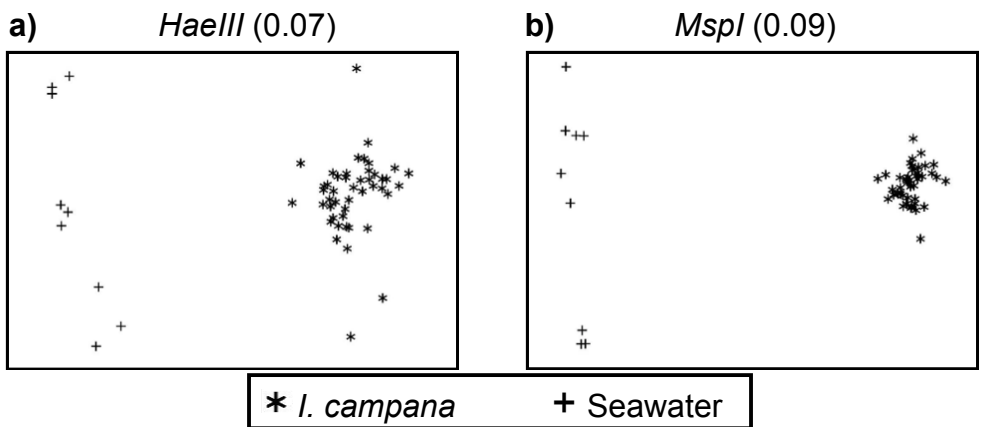 a) HaeIII (0.07)
b) MspI (0.09)
* I. campana + Seawater